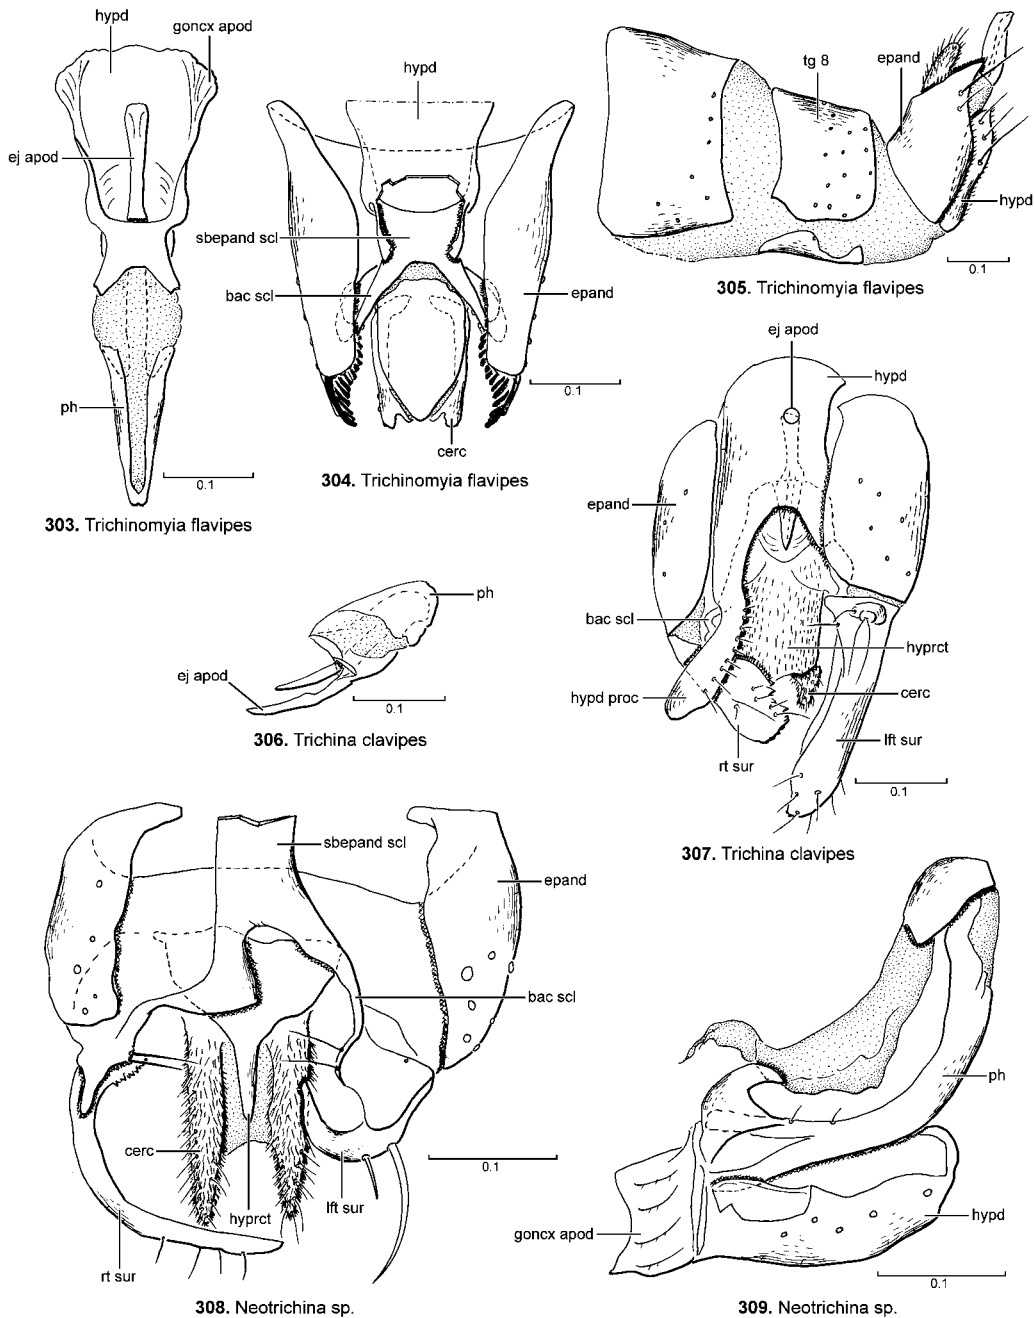 hypd
goncx apod
ej apod
ph
0.1
303. Trichinomyia flavipes
hypd
sbepand scl
bac scl
epand
0.1
cerc
304. Trichinomyia flavipes
tg 8
epand
hypd
0.1
305. Trichinomyia flavipes
ph
ej apod
0.1
306. Trichina clavipes
ej apod
hypd
epand
bac scl
hyprct
hypd proc
cerc
lft sur
rt sur
0.1
307. Trichina clavipes
sbepand scl
epand
bac scl
cerc
0.1
hyprct
lft sur
rt sur
308. Neotrichina sp.
ph
hypd
goncx apod
0.1
309. Neotrichina sp.